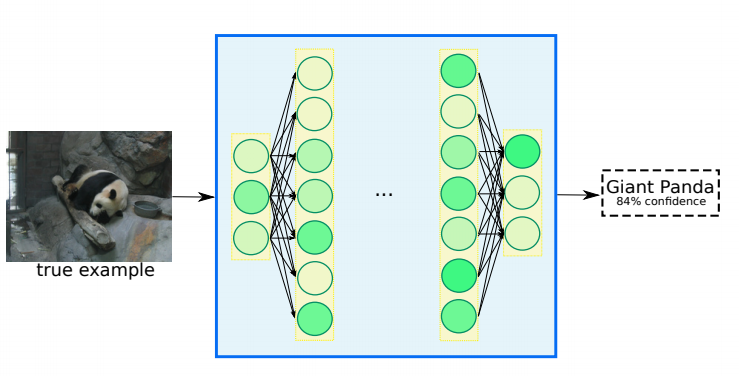 true example
...
Giant Panda
84% confidence